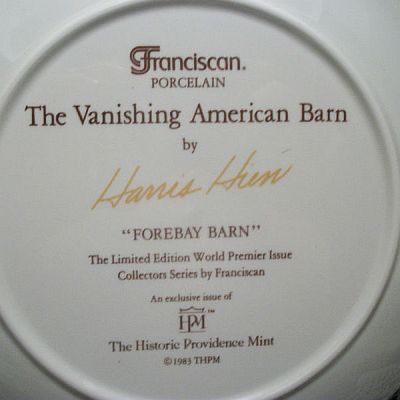 Franciscan.
PORCELAIN
The Vanishing American Barn
by
Harris Hien
"FOREBAY BARN"
The Limited Edition World Premier Issue
Collectors Series by Franciscan
An exclusive issue of
HPM™
The Historic Providence Mint
©1983 THPM